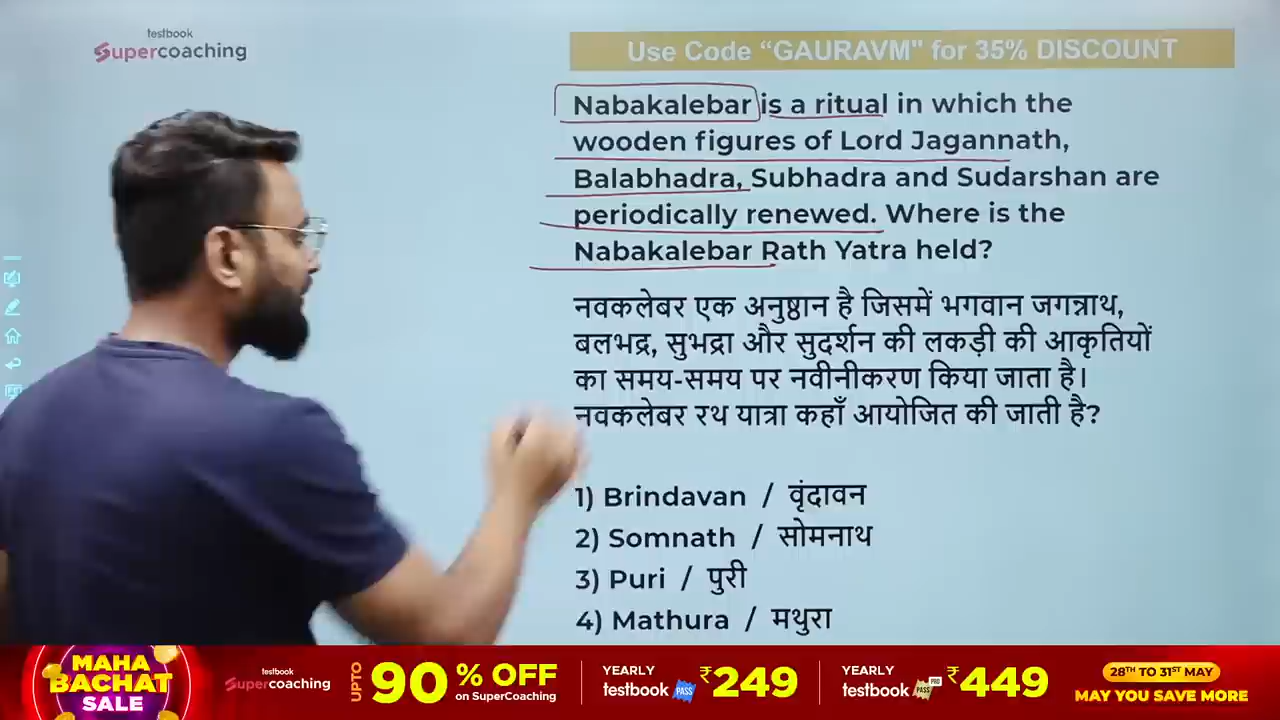 testbook
Supercoaching
Use Code “GAURAVM" for 35% DISCOUNT
Nabakalebar is a ritual in which the
wooden figures of Lord Jagannath,
Balabhadra, Subhadra and Sudarshan are
periodically renewed. Where is the
Nabakalebar Rath Yatra held?
नवकलेबर एक अनुष्ठान है जिसमें भगवान जगन्नाथ,
बलभद्र, सुभद्रा और सुदर्शन की लकड़ी की आकृतियों
का समय-समय पर नवीनीकरण किया जाता है।
नवकलेबर रथ यात्रा कहाँ आयोजित की जाती है?
1) Brindavan / वृंदावन
2) Somnath / सोमनाथ
3) Puri / पुरी
4) Mathura / मथुरा
MAHA
BACHAT
SALE
testbook
Supercoaching
UPTO 90% OFF
on SuperCoaching
YEARLY
testbook PASS ₹249
YEARLY
testbook PASS PRO ₹449
28TH TO 31ST MAY
MAY YOU SAVE MORE